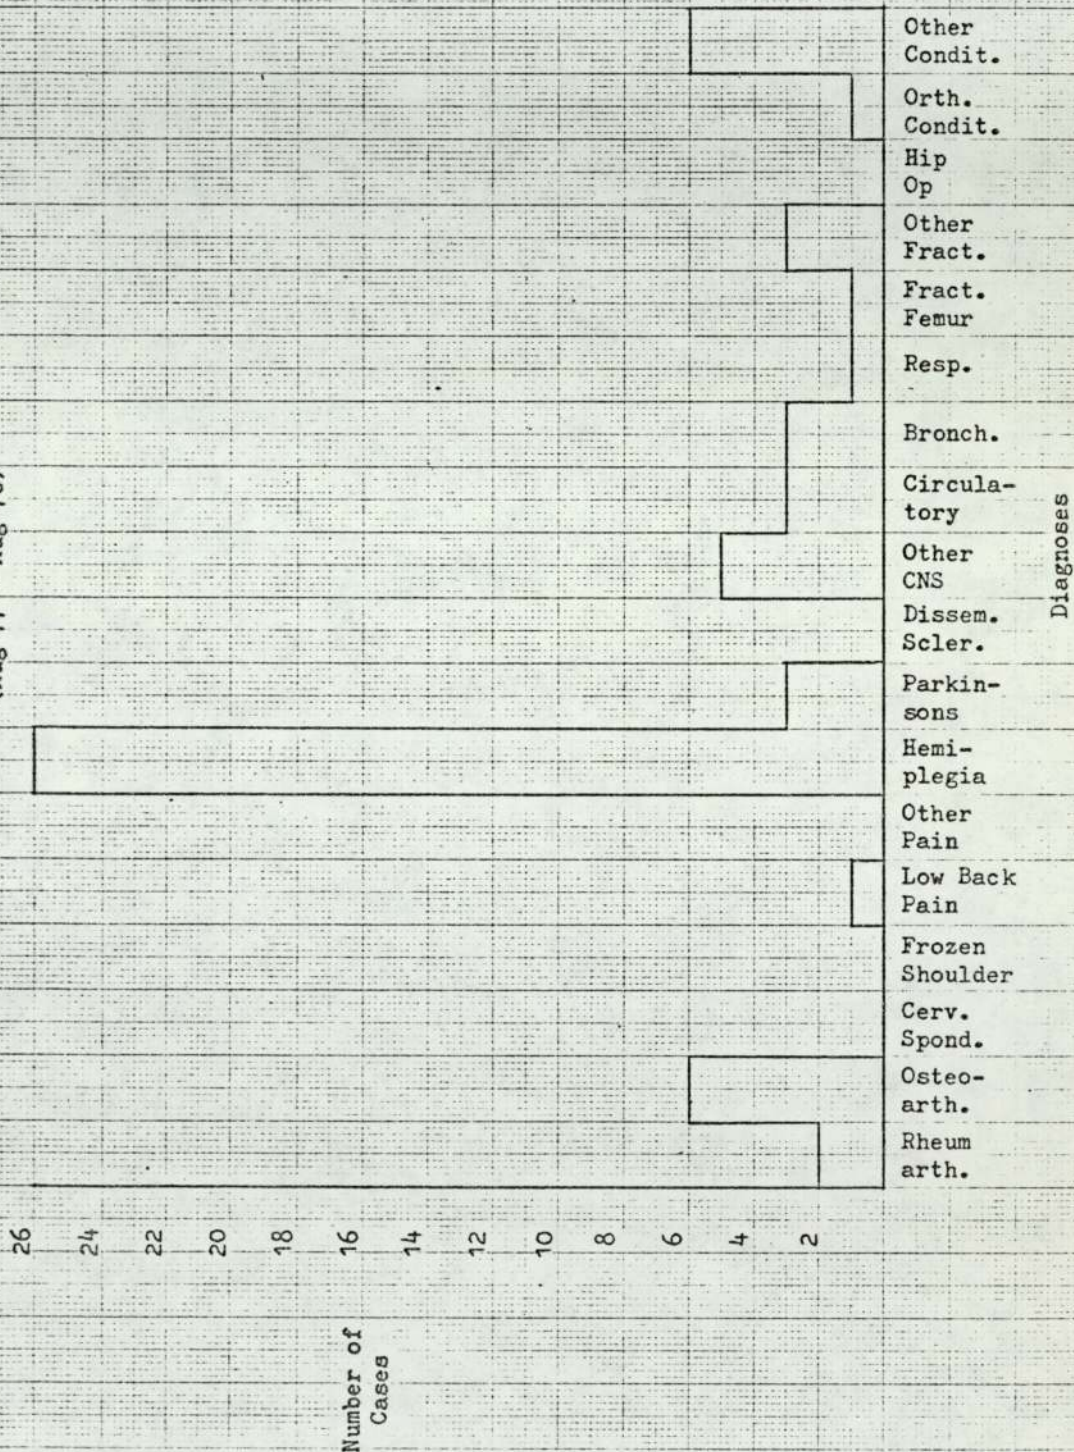 Other
Condit.
Orth.
Condit.
Hip
Op
Other
Fract.
Fract.
Femur
Resp.
Bronch.
Circula-
tory
Other
CNS
Dissem.
Scler.
Parkin-
sons
Hemi-
plegia
Other
Pain
Low Back
Pain
Frozen
Shoulder
Cerv.
Spond.
Osteo-
arth.
Rheum
arth.
Diagnoses
26
24
22
20
18
16
14
12
10
8
6
4
2
Number of
Cases